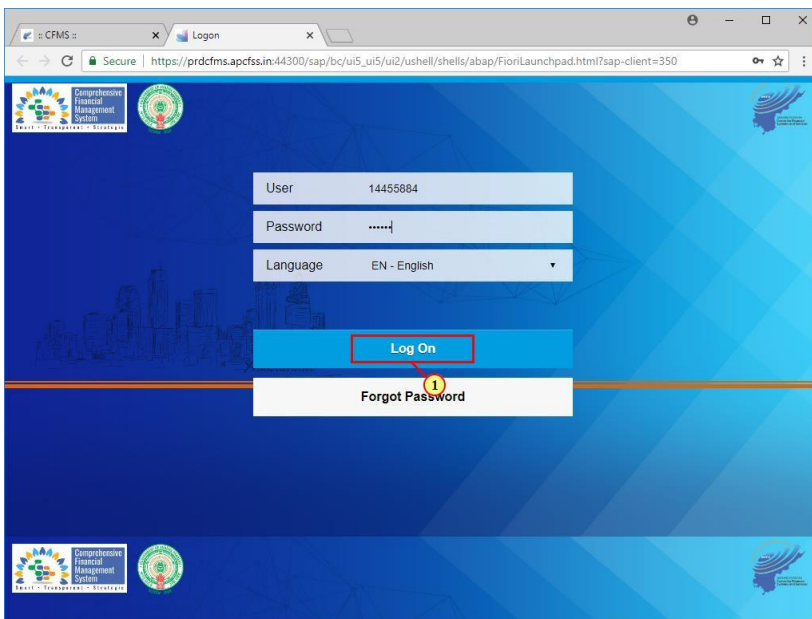 :: CFMS ::
Logon
Secure | https://prdcfms.apcfss.in:44300/sap/bc/ui5_ui5/ui2/ushell/shells/abap/FioriLaunchpad.html?sap-client=350
Comprehensive
Financial
Management
System
Smart - Transparent - Strategic
User 14455884
Password ••••••
Language EN - English
Log On
1
Forgot Password
Comprehensive
Financial
Management
System
Smart - Transparent - Strategic